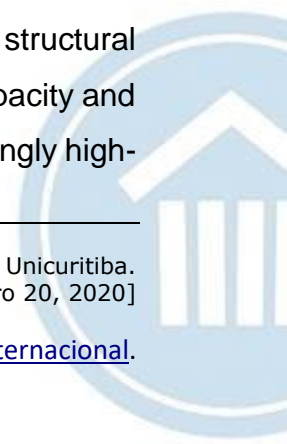 structural
pacity and
ngly high-
Unicuritiba.
ro 20, 2020]
ternacional.